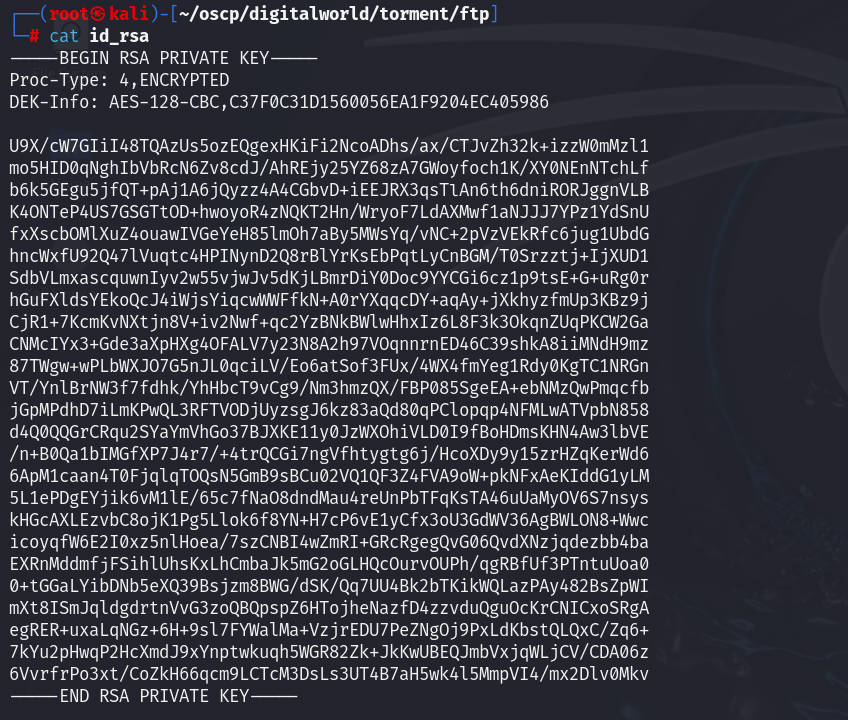 ┌──(root㉿kali)-[~/oscp/digitalworld/torment/ftp]
└─# cat id_rsa
-----BEGIN RSA PRIVATE KEY-----
Proc-Type: 4,ENCRYPTED
DEK-Info: AES-128-CBC,C37F0C31D1560056EA1F9204EC405986

U9X/cW7GIiI48TQAzUs5ozEQgexHKiFi2NcoADhs/ax/CTJvZh32k+izzW0mMzl1
mo5HID0qNghIbVbRcN6Zv8cdJ/AhREjy25YZ68zA7GWoyfoch1K/XY0NEnNTchLf
b6k5GEgu5jfQT+pAj1A6jQyzz4A4CGbvD+iEEJRX3qsTlAn6th6dniRORJggnVLB
K4ONTeP4US7GSGTtOD+hwoyoR4zNQKT2Hn/WryoF7LdAXMwf1aNJJJ7YPz1YdSnU
fxXscbOMlXuZ4ouawIVGeYeH85lmOh7aBy5MWsYq/vNC+2pVzVEkRfc6jug1UbdG
hncWxfU92Q47lVuqtc4HPINynD2Q8rBlYrKsEbPqtLyCnBGM/T0Srzztj+IjXUD1
SdbVLmxascquwnIyv2w55vjwJv5dKjLBmrDiY0Doc9YYCGi6cz1p9tsE+G+uRg0r
hGuFXldsYEkoQcJ4iWjsYiqcwWWFfkN+A0rYXqqcDY+aqAy+jXkhyzfmUp3KBz9j
CjR1+7KcmKvNXtjn8V+iv2Nwf+qc2YzBNkBWlwHhxIz6L8F3k3OkqnZUqPKCW2Ga
CNMcIYx3+Gde3aXpHXg4OFALV7y23N8A2h97VOqnnrnED46C39shkA8iiMNdH9mz
87TWgw+wPLbWXJO7G5nJL0qciLV/Eo6atSof3FUx/4WX4fmYeg1Rdy0KgTC1NRGn
VT/YnlBrNW3f7fdhk/YhHbcT9vCg9/Nm3hmzQX/FBP085SgeEA+ebNMzQwPmqcfb
jGpMPdhD7iLmKPwQL3RFTVODjUyzsgJ6kz83aQd80qPClopqp4NFMLwATVpbN858
d4Q0QQGrCRqu2SYaYmVhGo37BJXKE11y0JzWXOhiVLD0I9fBoHDmsKHN4Aw3lbVE
/n+B0Qa1bIMGfXP7J4r7/+4trQCGi7ngVfhtygtg6j/HcoXDy9y15zrHZqKerWd6
6ApM1caan4T0FjqlqTOQsN5GmB9sBCu02VQ1QF3Z4FVA9oW+pkNFxAeKIddG1yLM
5L1ePDgEYjik6vM1lE/65c7fNaO8dndMau4reUnPbTFqKsTA46uUaMyOV6S7nsys
kHGcAXLEzvbC8ojK1Pg5Llok6f8YN+H7cP6vE1yCfx3oU3GdWV36AgBWLON8+Wwc
icoyqfW6E2I0xz5nlHoea/7szCNBI4wZmRI+GRcRgegQvG06QvdXNzjqdezbb4ba
EXRnMddmfjFSihlUhsKxLhCmbaJk5mG2oGLHQcOurvOUPh/qgRBfUf3PTntuUoa0
0+tGGaLYibDNb5eXQ39Bsjzm8BWG/dSK/Qq7UU4Bk2bTKikWQLazPAy482BsZpWI
mXt8ISmJqldgdrtnVvG3zoQBQpspZ6HTojheNazfD4zzvduQguOcKrCNICxoSRgA
egRER+uxaLqNGz+6H+9sl7FYWalMa+VzjrEDU7PeZNgOj9PxLdKbstQLQxC/Zq6+
7kYu2pHwqP2HcXmdJ9xYnptwkuqh5WGR82Zk+JkKwUBEQJmbVxjqWLjCV/CDA06z
6VvrfrPo3xt/CoZkH66qcm9LCTcM3DsLs3UT4B7aH5wk4l5MmpVI4/mx2Dlv0Mkv
-----END RSA PRIVATE KEY-----